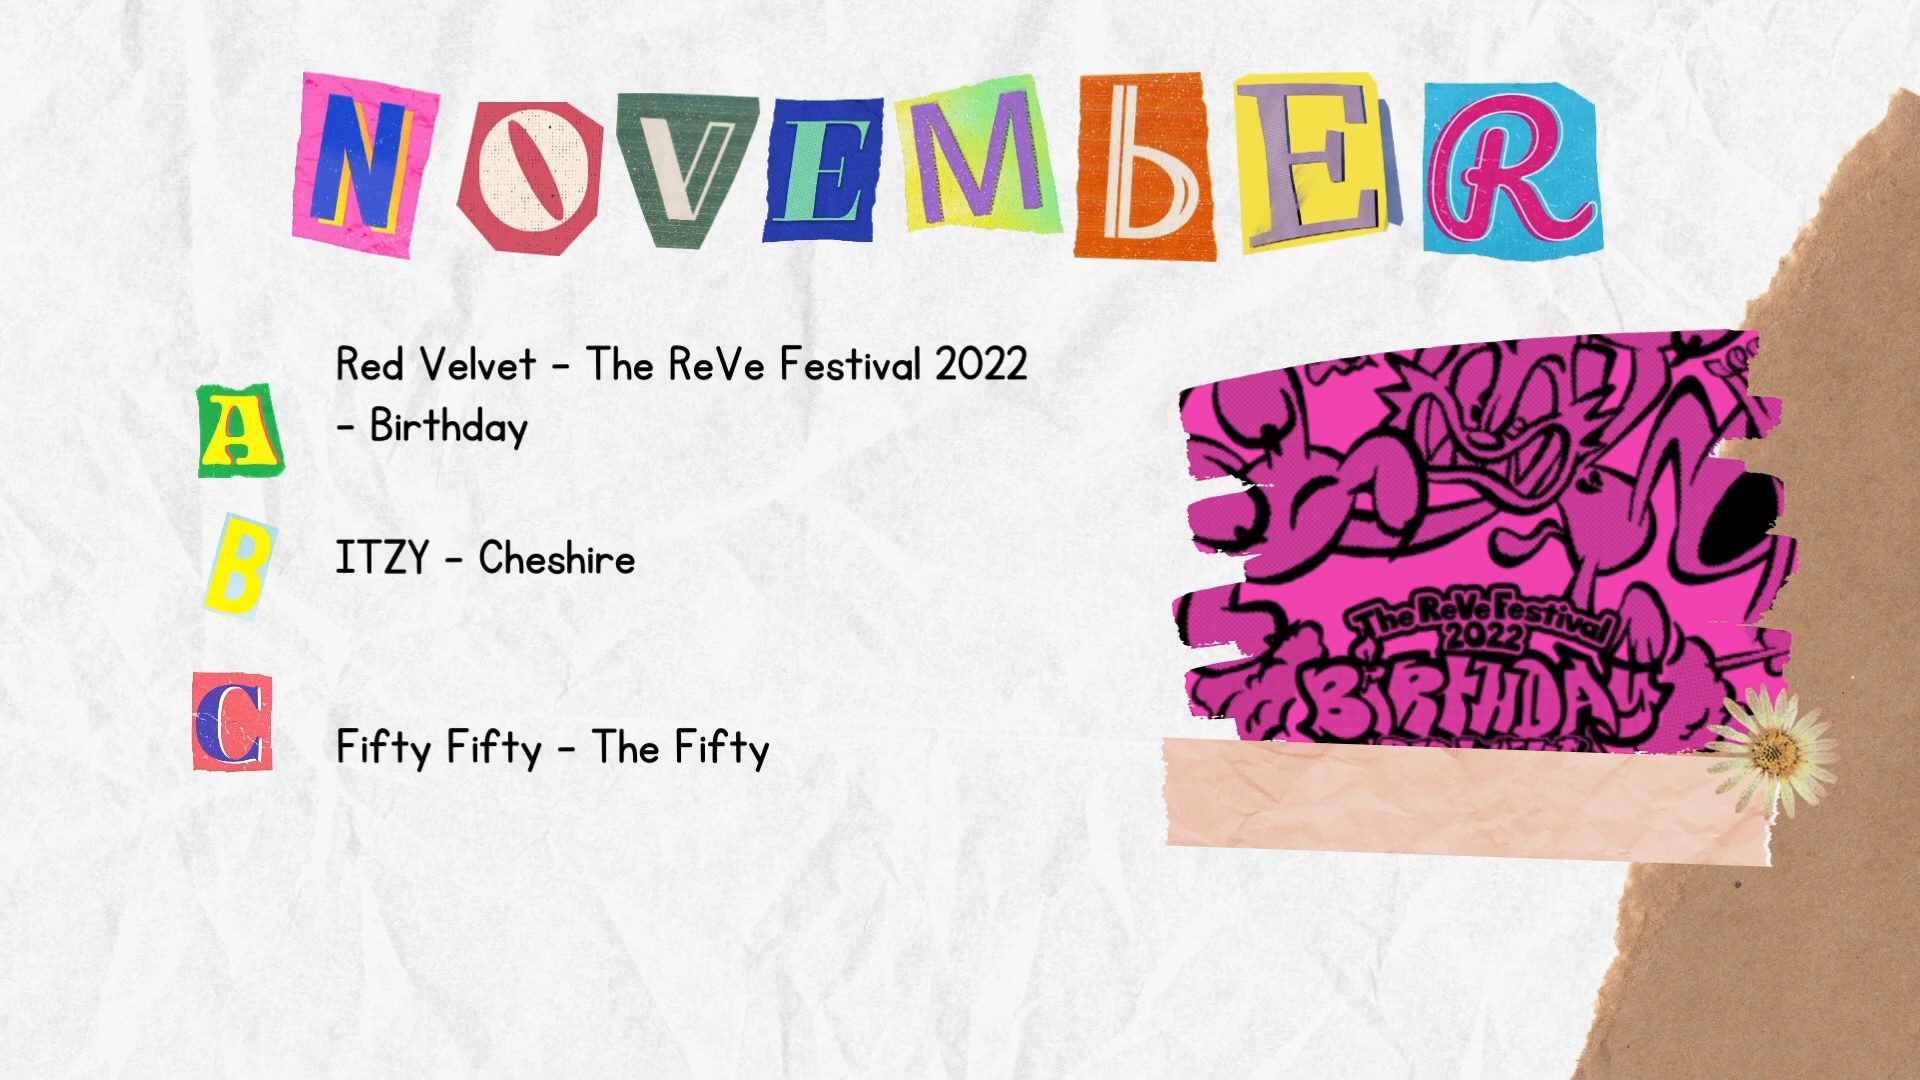 NOVEMbER
A
Red Velvet - The ReVe Festival 2022
- Birthday
B
ITZY - Cheshire
C
Fifty Fifty - The Fifty
The ReVe Festival
2022
BiRTHDAy